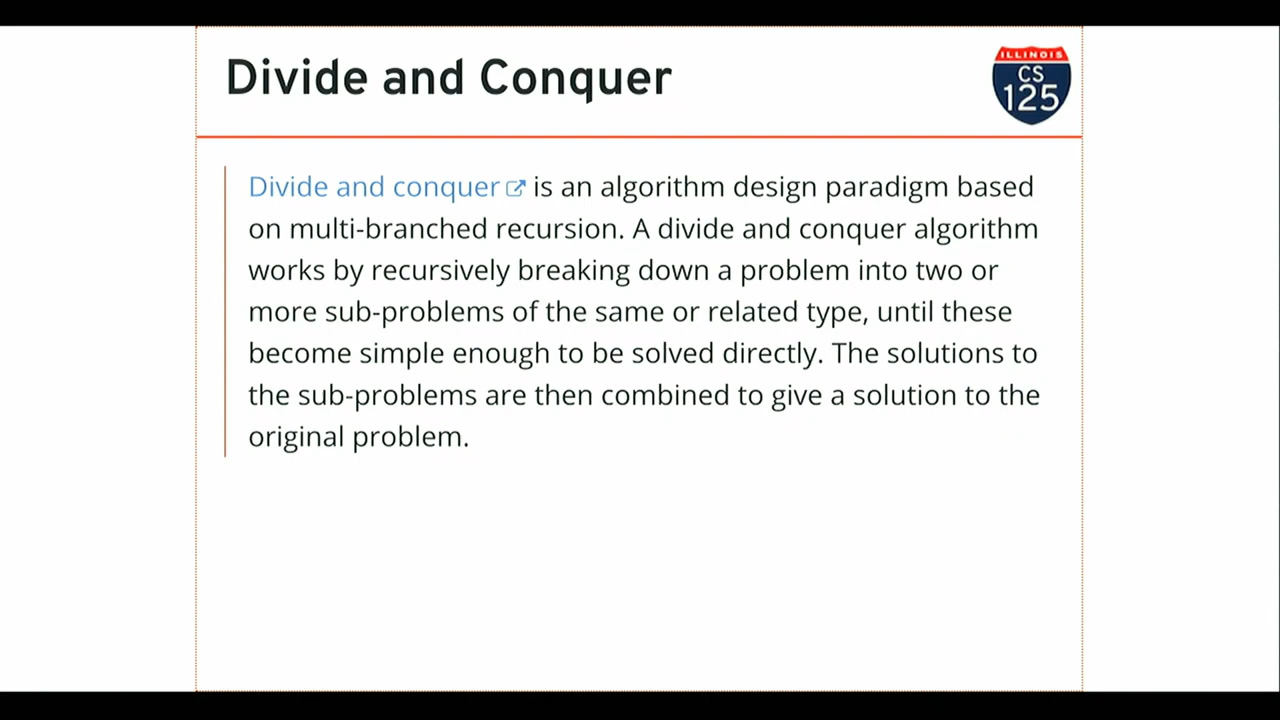 Divide and Conquer
ILLINOIS
CS
125
Divide and conquer is an algorithm design paradigm based
on multi-branched recursion. A divide and conquer algorithm
works by recursively breaking down a problem into two or
more sub-problems of the same or related type, until these
become simple enough to be solved directly. The solutions to
the sub-problems are then combined to give a solution to the
original problem.